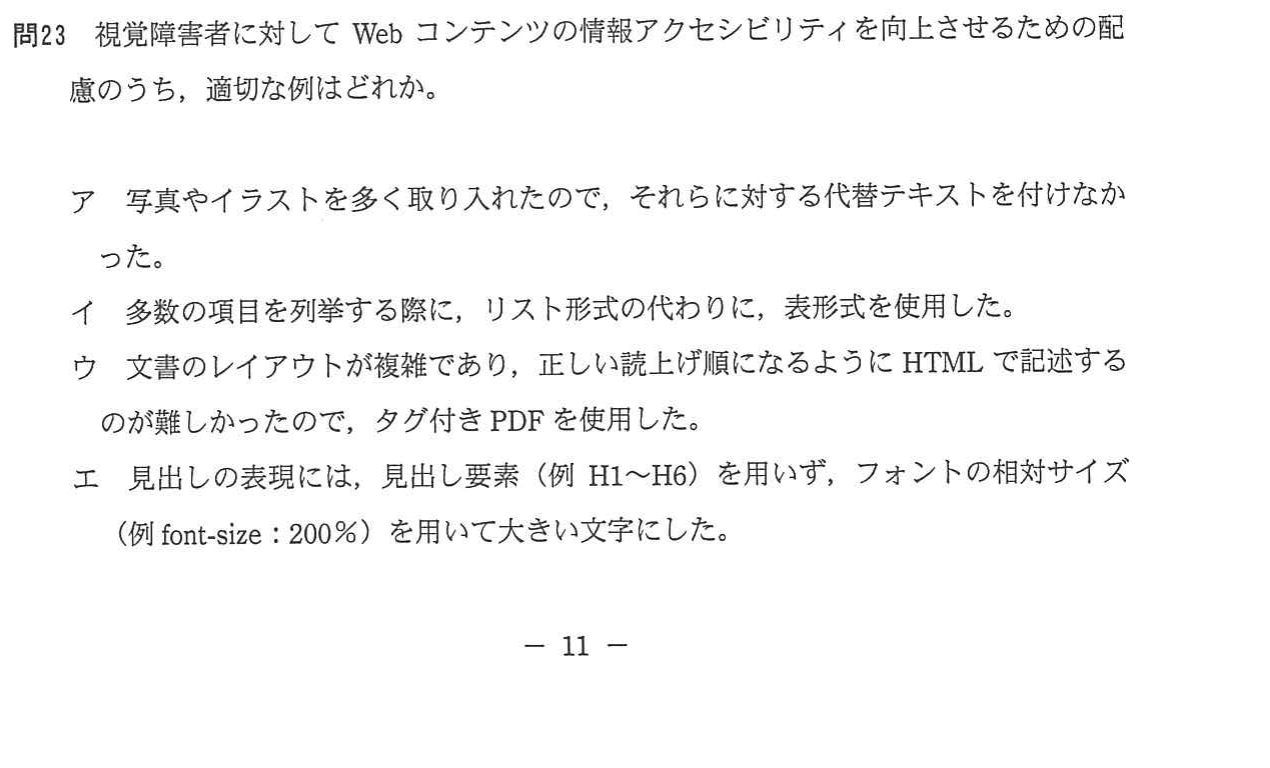 問23 視覚障害者に対して Web コンテンツの情報アクセシビリティを向上させるための配
慮のうち，適切な例はどれか。
ア 写真やイラストを多く取り入れたので，それらに対する代替テキストを付けなか
った。
イ 多数の項目を列挙する際に，リスト形式の代わりに，表形式を使用した。
ウ 文書のレイアウトが複雑であり，正しい読上げ順になるように HTML で記述する
のが難しかったので，タグ付き PDF を使用した。
エ 見出しの表現には，見出し要素（例 H1～H6）を用いず，フォントの相対サイズ
（例 font-size：200％）を用いて大きい文字にした。
－ 11 －